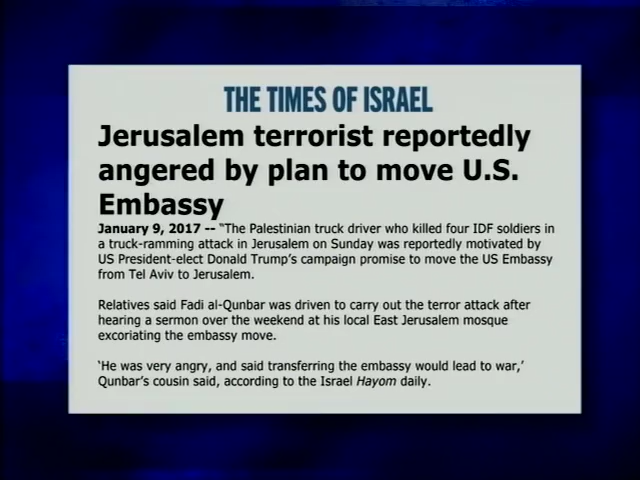 THE TIMES OF ISRAEL
Jerusalem terrorist reportedly
angered by plan to move U.S.
Embassy
January 9, 2017 -- “The Palestinian truck driver who killed four IDF soldiers in
a truck-ramming attack in Jerusalem on Sunday was reportedly motivated by
US President-elect Donald Trump’s campaign promise to move the US Embassy
from Tel Aviv to Jerusalem.
Relatives said Fadi al-Qunbar was driven to carry out the terror attack after
hearing a sermon over the weekend at his local East Jerusalem mosque
excoriating the embassy move.
‘He was very angry, and said transferring the embassy would lead to war,’
Qunbar’s cousin said, according to the Israel Hayom daily.